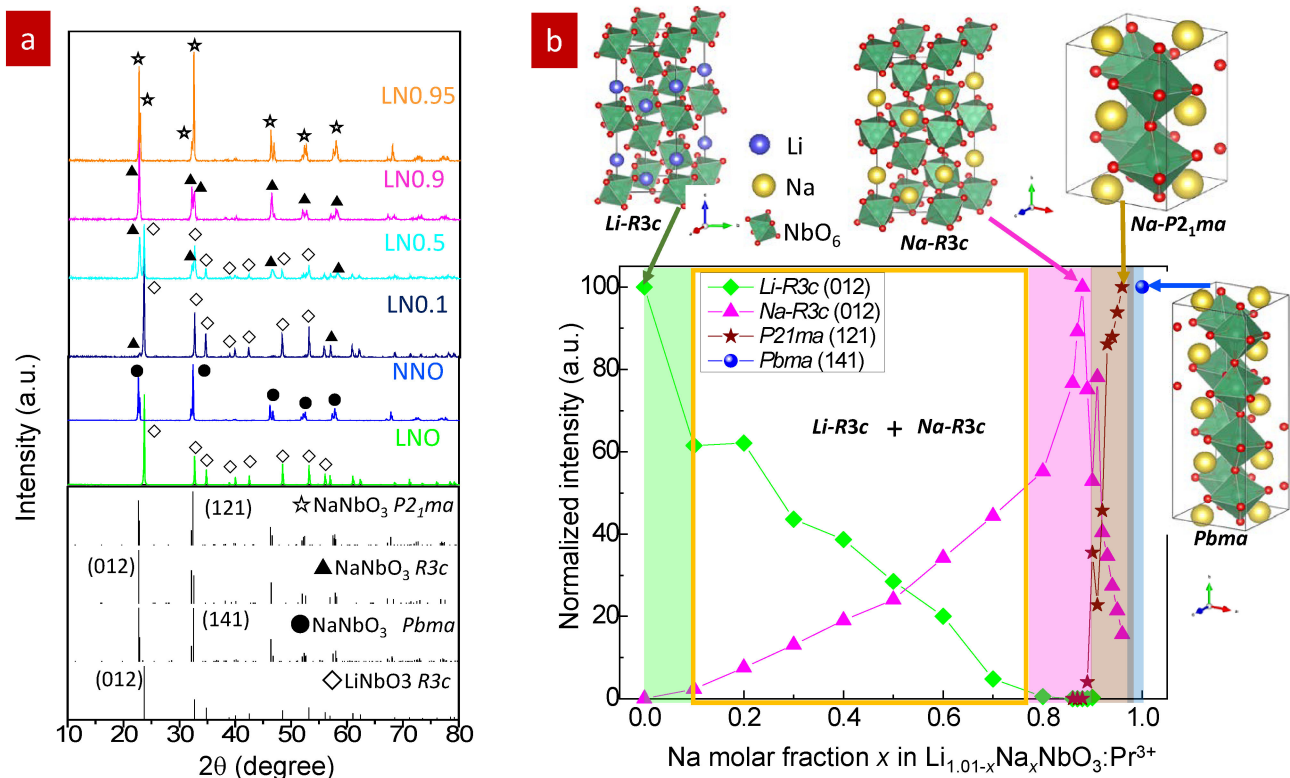 a
LN0.95
LN0.9
LN0.5
LN0.1
NNO
LNO
(121)
NaNbO3 P21ma
(012)
NaNbO3 R3c
(141)
NaNbO3 Pbma
(012)
LiNbO3 R3c
10 20 30 40 50 60 70 80
2θ (degree)
Intensity (a.u.)
b
Li
Na
NbO6
Li-R3c
Na-R3c
Na-P21ma
Pbma
Li-R3c (012)
Na-R3c (012)
P21ma (121)
Pbma (141)
Li-R3c + Na-R3c
100
80
60
40
20
0
Normalized intensity (a.u.)
0.0 0.2 0.4 0.6 0.8 1.0
Na molar fraction x in Li1.01-xNaxNbO3:Pr3+